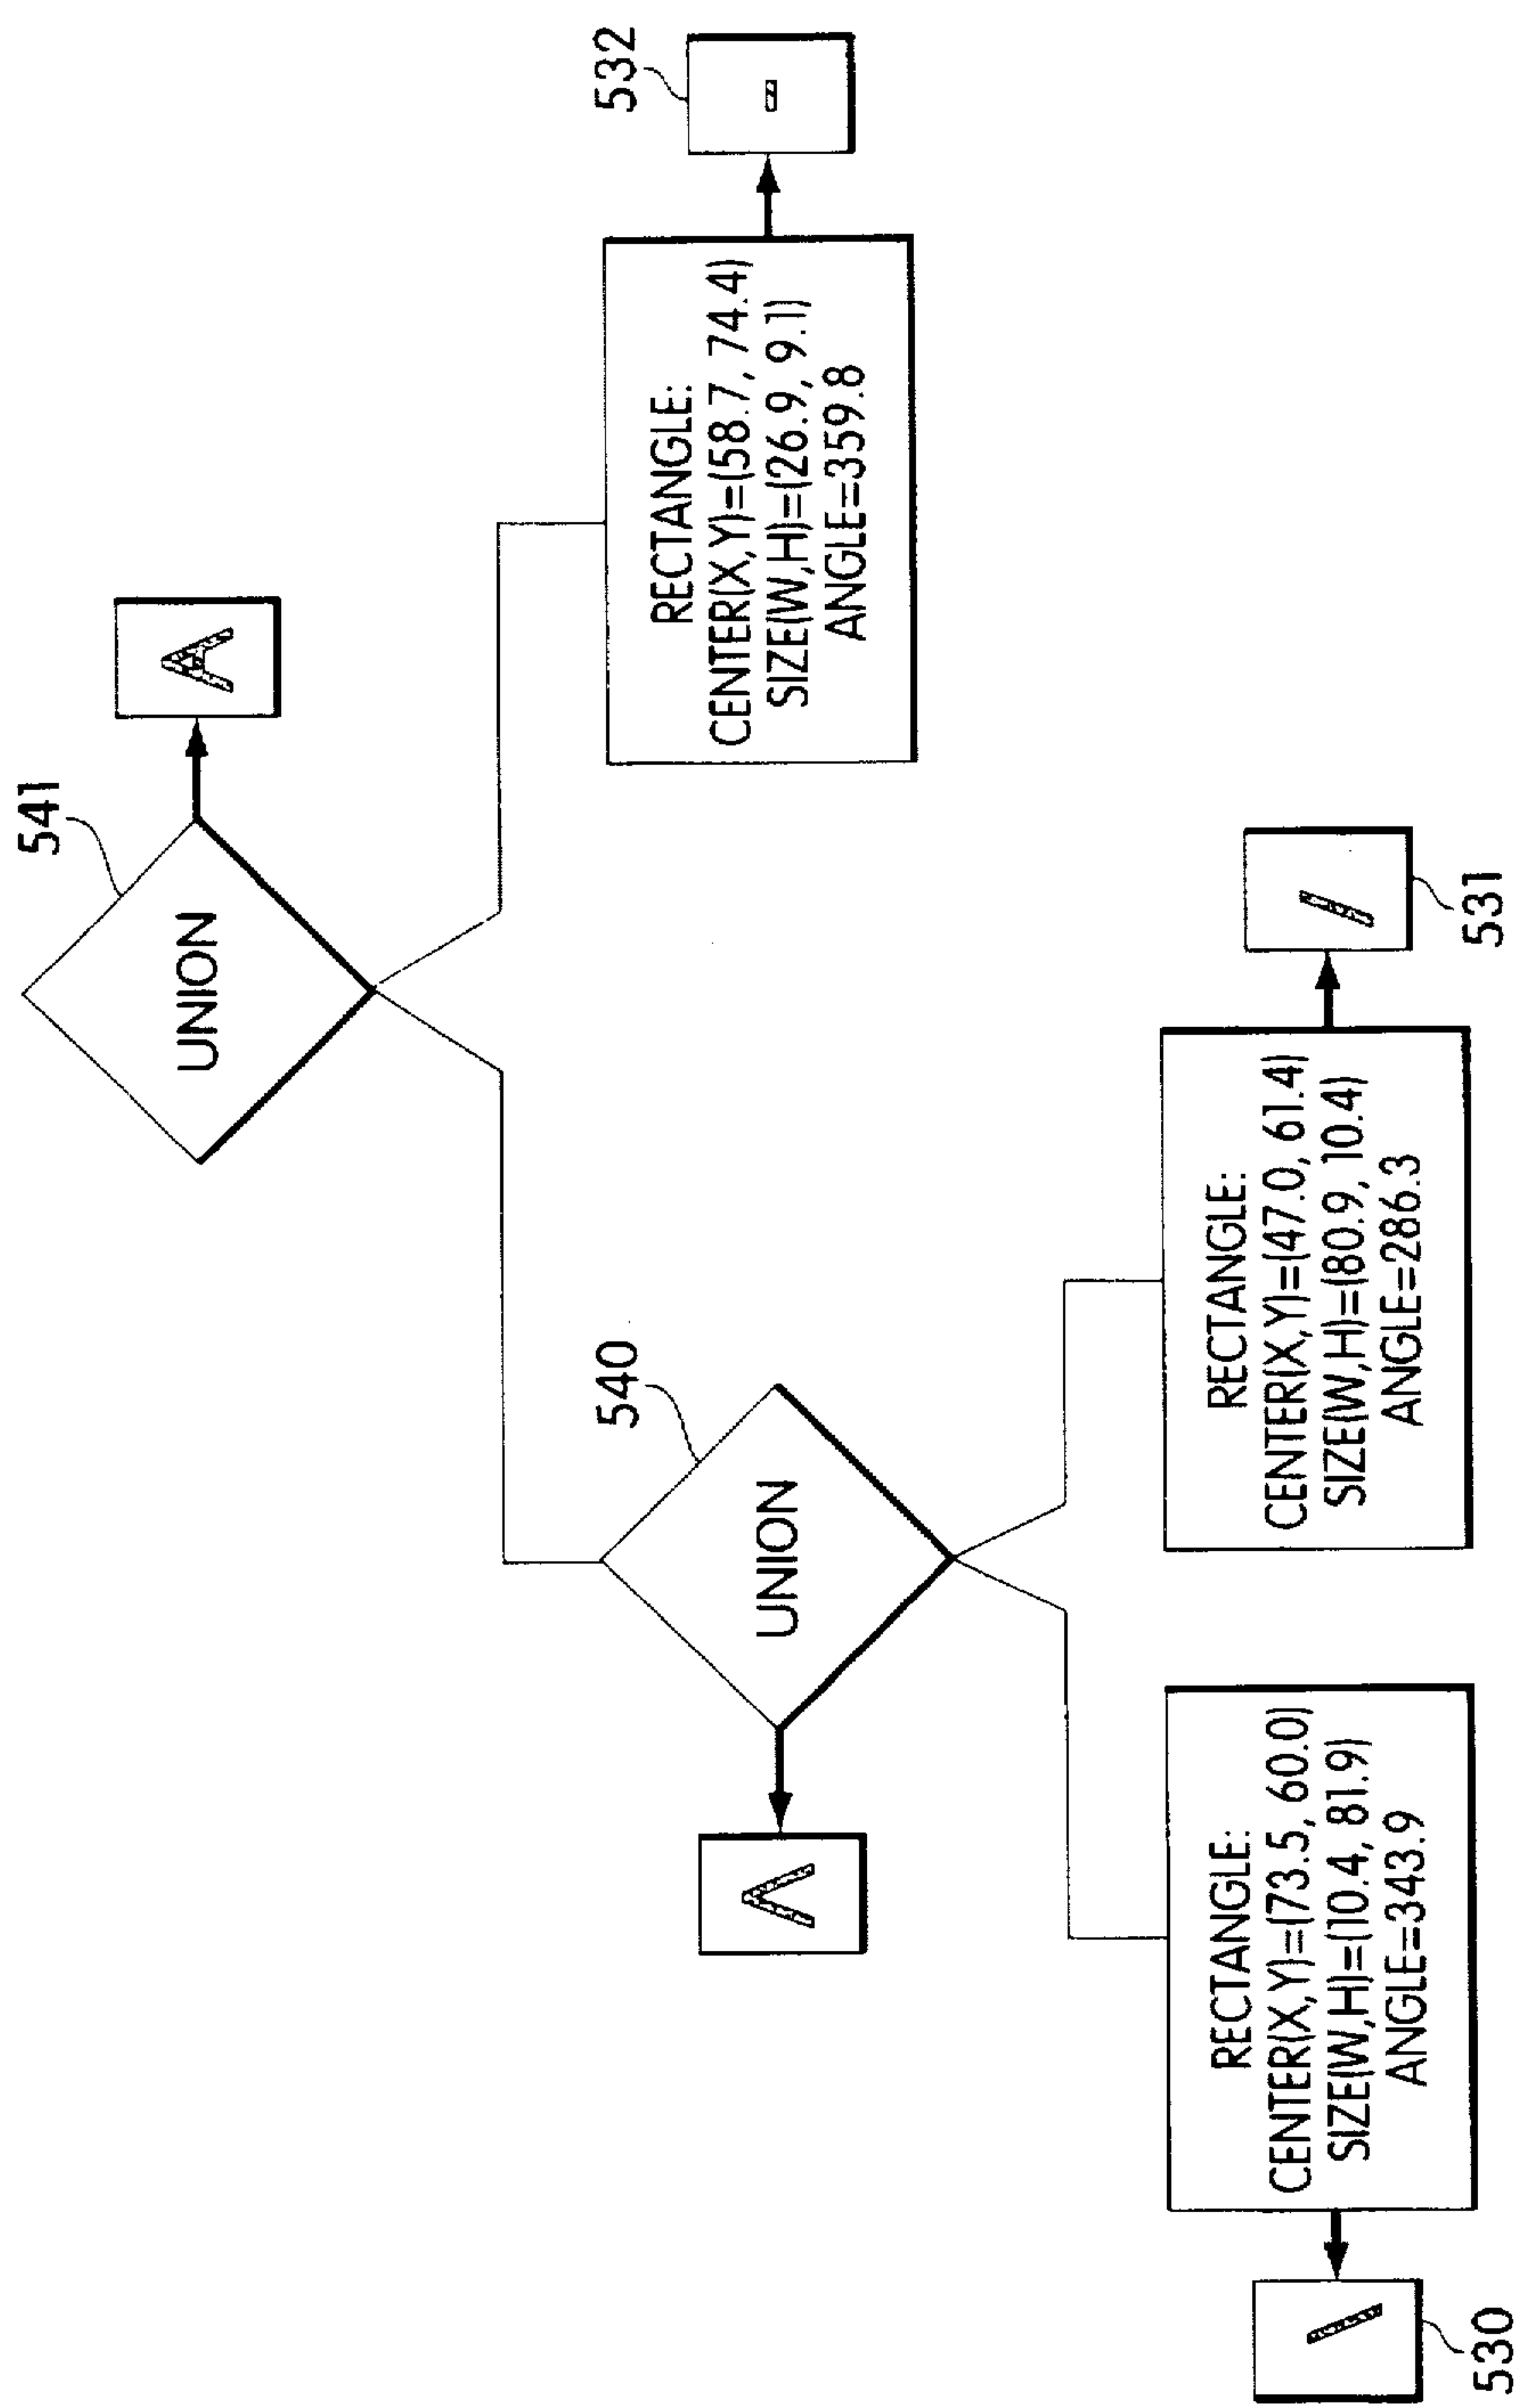 541
UNION
532
RECTANGLE:
CENTER(X,Y)=(58.7, 74.4)
SIZE(W,H)=(26.9, 9.1)
ANGLE=359.8
540
UNION
RECTANGLE:
CENTER(X,Y)=(73.5, 60.0)
SIZE(W,H)=(10.4, 81.9)
ANGLE=343.9
530
RECTANGLE:
CENTER(X,Y)=(47.0, 61.4)
SIZE(W,H)=(80.9, 10.4)
ANGLE=286.3
531